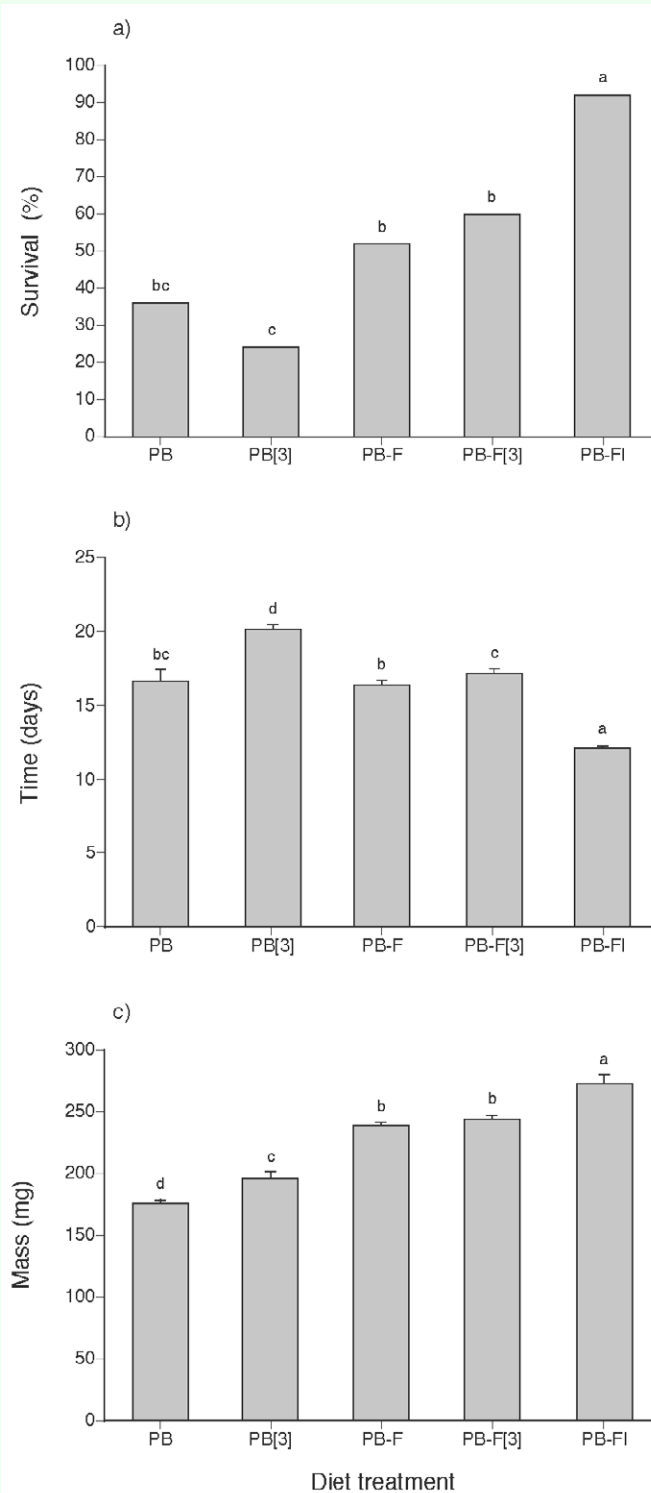 a)
Survival (%)
100
90
80
70
60
50
40
30
20
10
0
bc
c
b
b
a
PB PB[3] PB-F PB-F[3] PB-FI
b)
Time (days)
25
20
15
10
5
0
bc
d
b
c
a
PB PB[3] PB-F PB-F[3] PB-FI
c)
Mass (mg)
300
250
200
150
100
50
0
d
c
b
b
a
PB PB[3] PB-F PB-F[3] PB-FI
Diet treatment